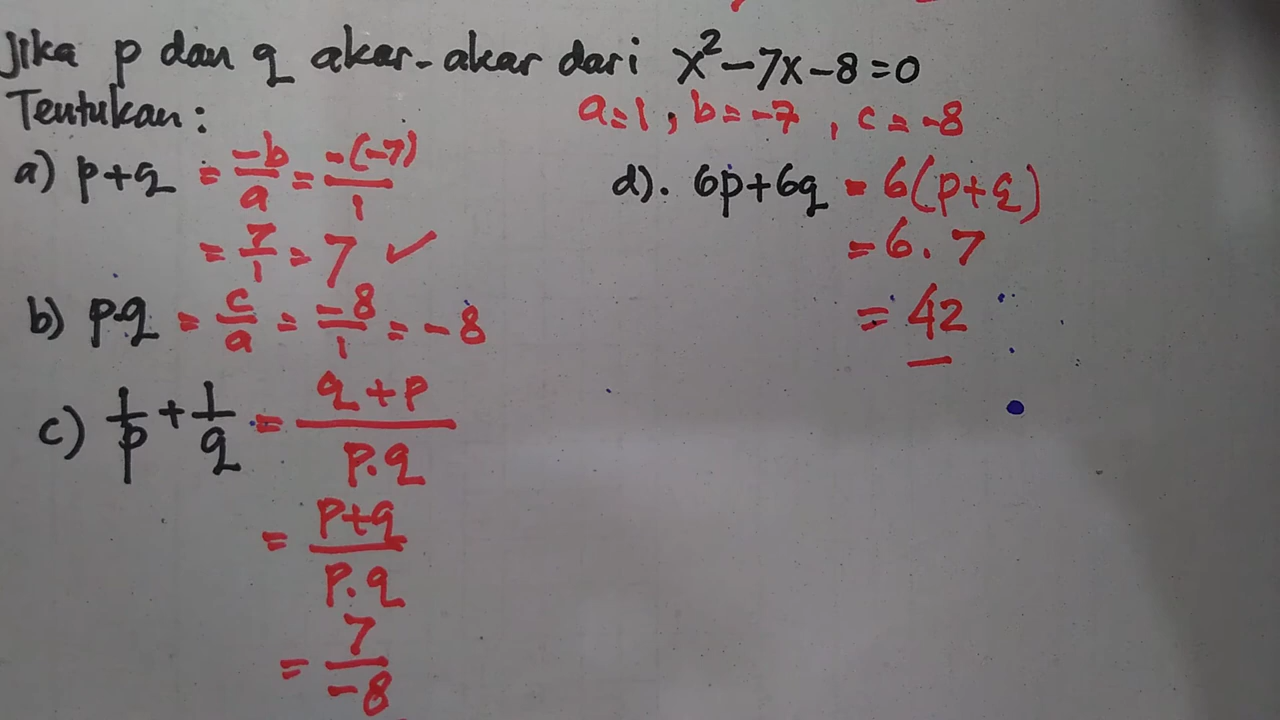 Jika p dan q akar-akar dari x²-7x-8=0
Tentukan:
a=1, b=-7, c=-8
a) p+q = -b/a = -(-7)/1
= 7/1 = 7 ✓
b) p.q = c/a = -8/1 = -8
c) 1/p + 1/q = q+p/p.q
= p+q/p.q
= 7/-8
d). 6p+6q = 6(p+q)
= 6.7
= 42